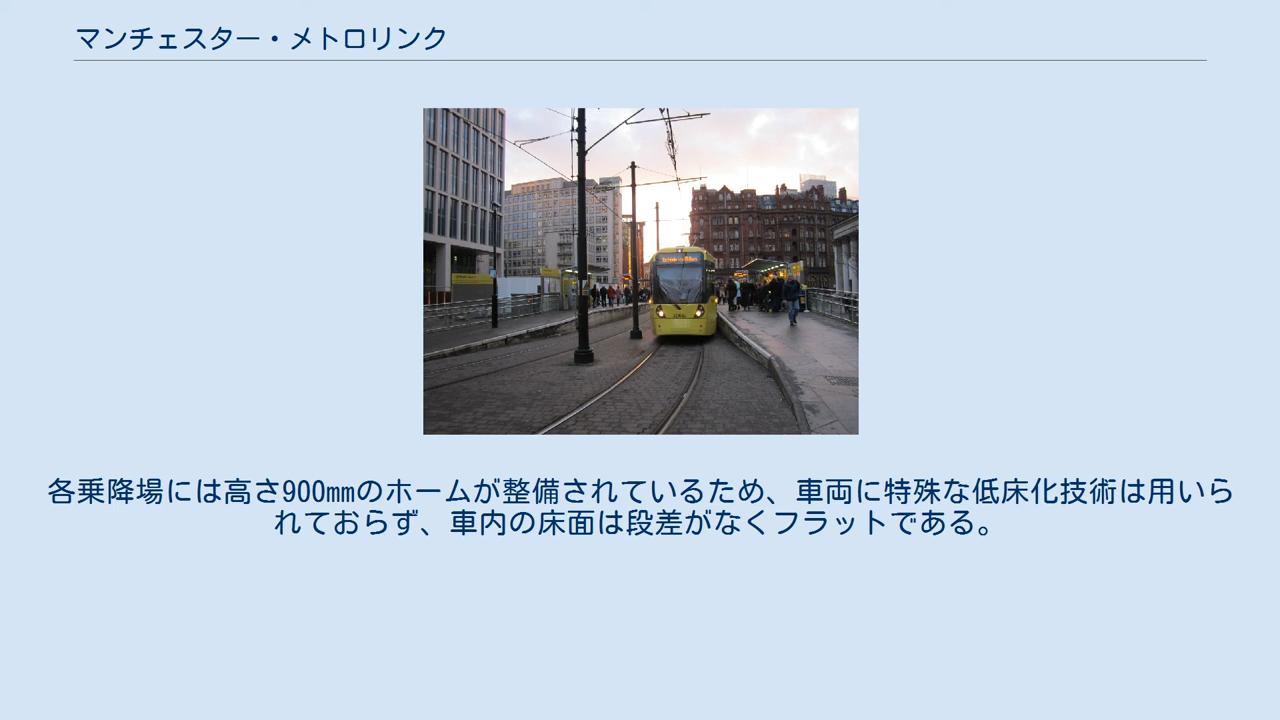 マンチェスター・メトロリンク
各乗降場には高さ900mmのホームが整備されているため、車両に特殊な低床化技術は用いら
れておらず、車内の床面は段差がなくフラットである。